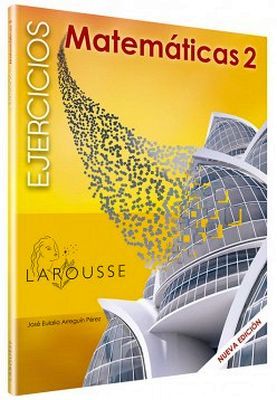 EJERCICIOS
Matemáticas 2
LAROUSSE
José Eulalio Arreguín Pérez
NUEVA EDICIÓN